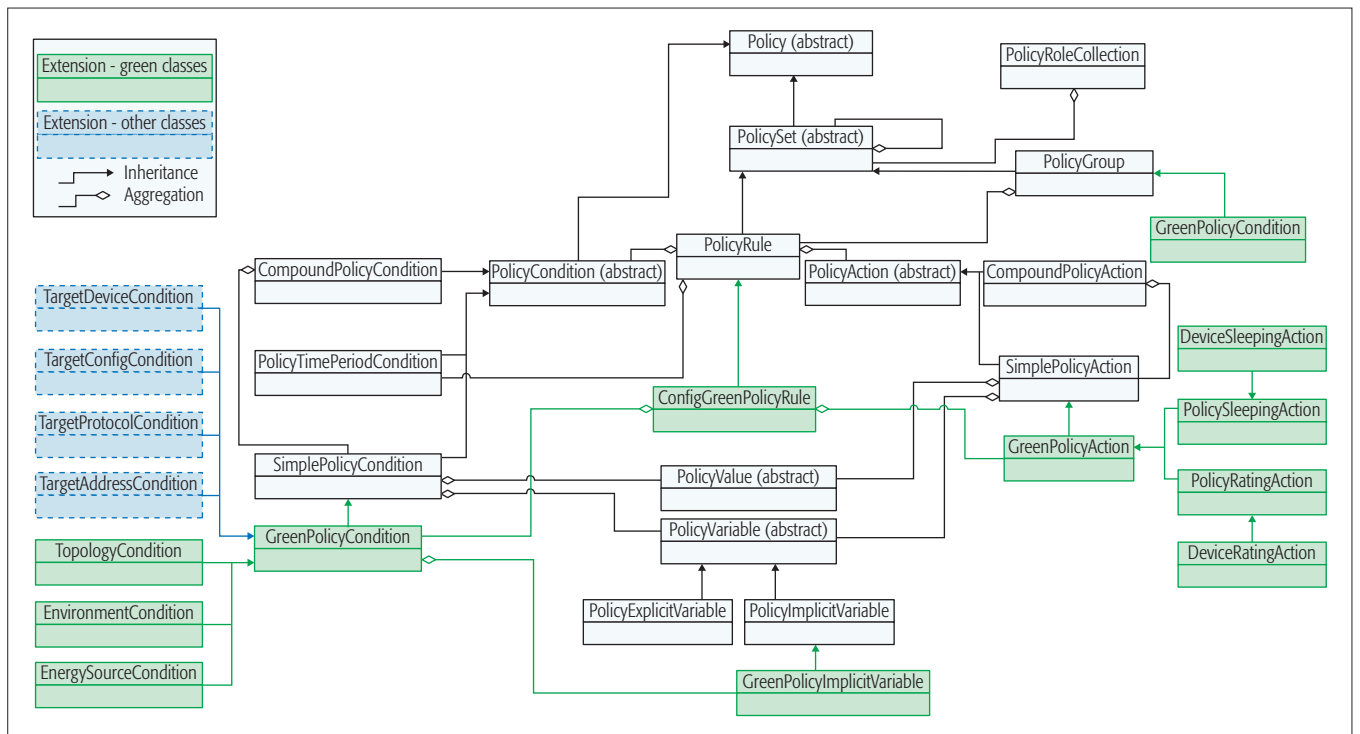 Policy (abstract)
PolicyRoleCollection
Extension - green classes
Extension - other classes
Inheritance
Aggregation
PolicySet (abstract)
PolicyGroup
GreenPolicyCondition
PolicyRule
CompoundPolicyCondition
PolicyCondition (abstract)
PolicyAction (abstract)
CompoundPolicyAction
TargetDeviceCondition
TargetConfigCondition
PolicyTimePeriodCondition
SimplePolicyAction
DeviceSleepingAction
ConfigGreenPolicyRule
PolicySleepingAction
TargetProtocolCondition
GreenPolicyAction
SimplePolicyCondition
PolicyValue (abstract)
PolicyRatingAction
TargetAddressCondition
PolicyVariable (abstract)
GreenPolicyCondition
TopologyCondition
DeviceRatingAction
EnvironmentCondition
PolicyExplicitVariable
PolicyImplicitVariable
EnergySourceCondition
GreenPolicyImplicitVariable